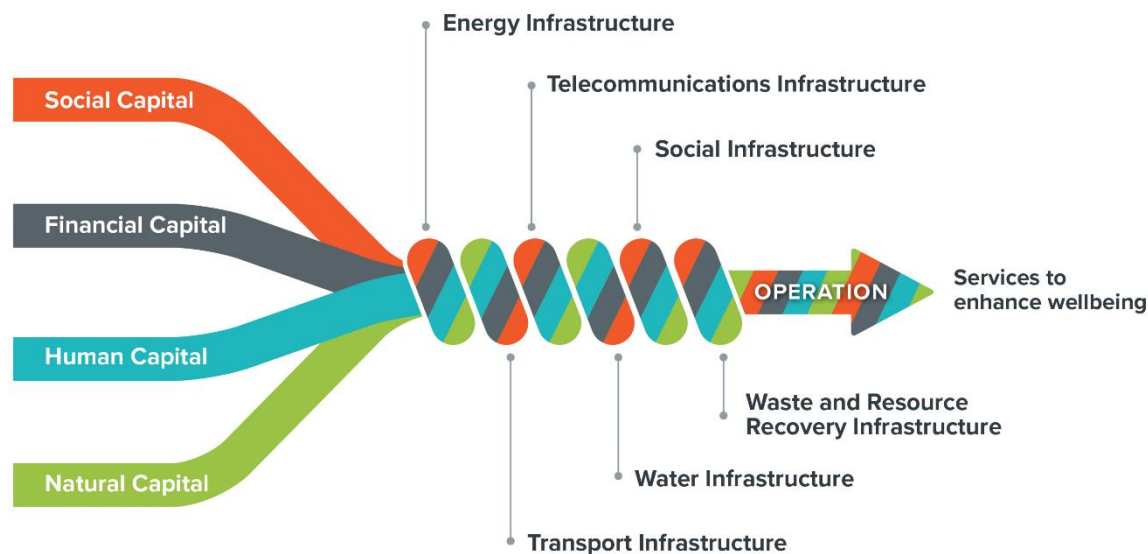 Energy Infrastructure
Telecommunications Infrastructure
Social Capital
Social Infrastructure
Financial Capital
OPERATION
Services to
enhance wellbeing
Human Capital
Waste and Resource
Recovery Infrastructure
Natural Capital
Water Infrastructure
Transport Infrastructure